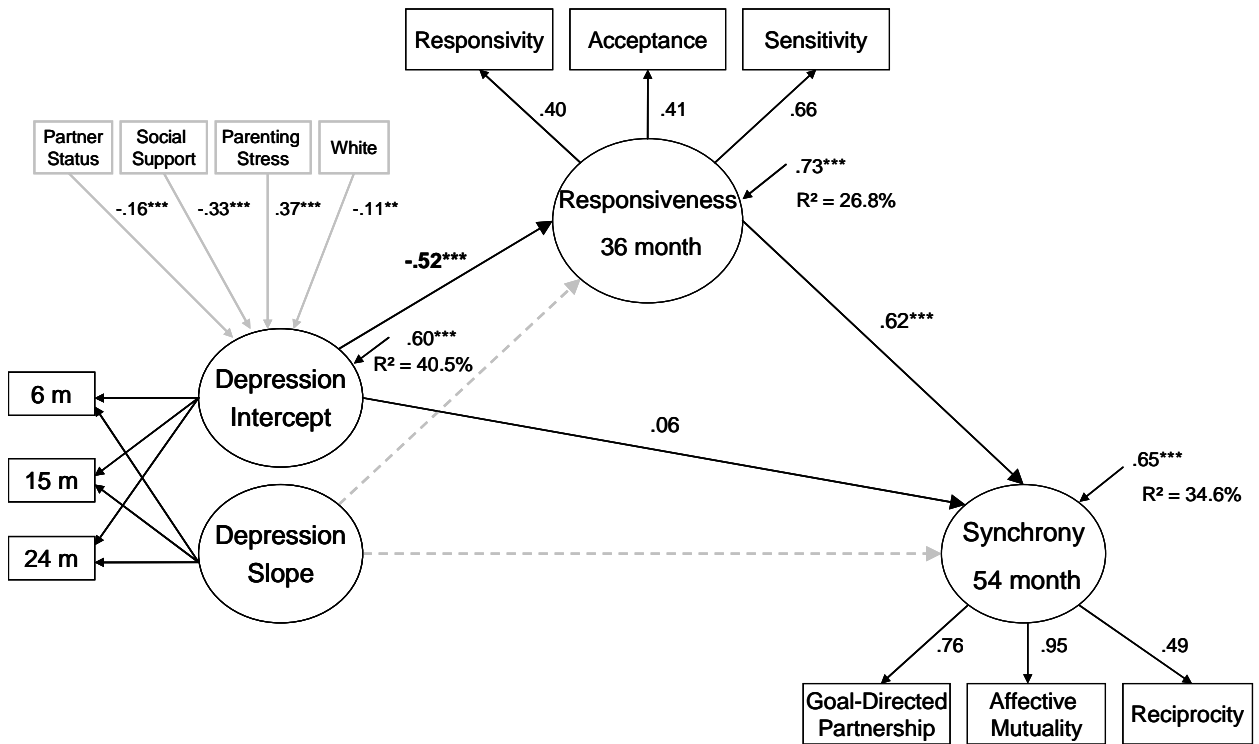 Responsivity
Acceptance
Sensitivity
.40
.41
.66
Partner
Status
Social
Support
Parenting
Stress
White
-.16***
-.33***
.37***
-.11**
Responsiveness
36 month
.73***
R² = 26.8%
-.52***
.60***
R² = 40.5%
.62***
Depression
Intercept
6 m
15 m
24 m
.06
Depression
Slope
.65***
R² = 34.6%
Synchrony
54 month
.76
.95
.49
Goal-Directed
Partnership
Affective
Mutuality
Reciprocity